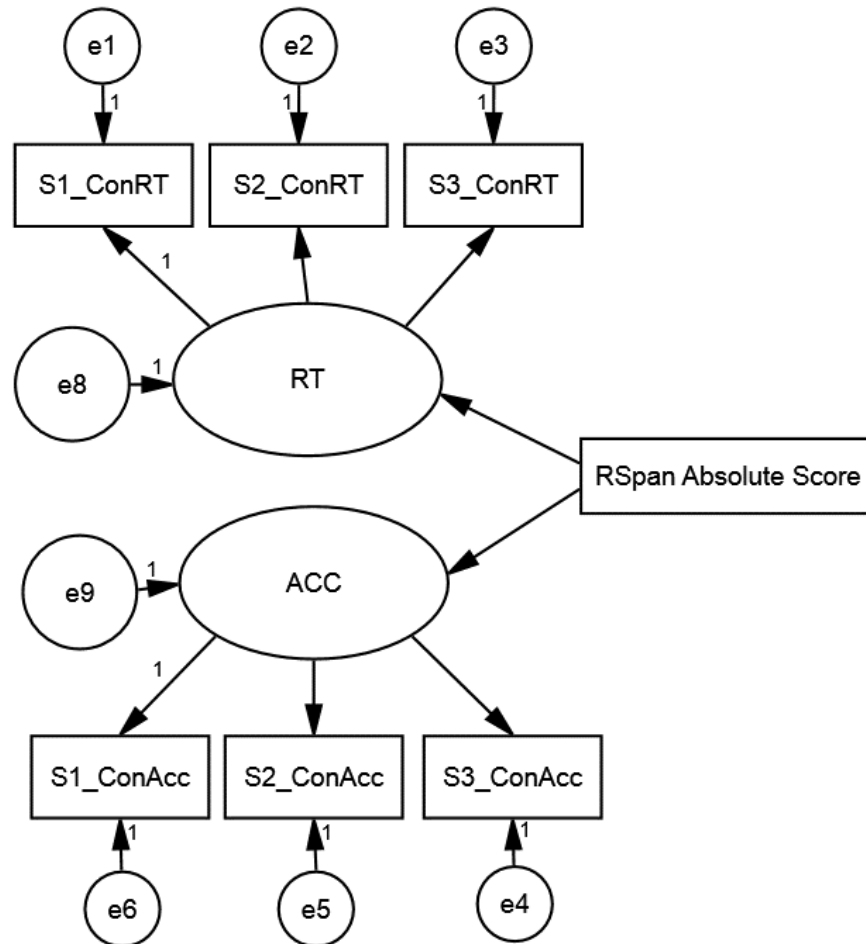 e1
e2
e3
1
1
1
S1_ConRT
S2_ConRT
S3_ConRT
1
e8
1
RT
RSpan Absolute Score
e9
1
ACC
1
S1_ConAcc
S2_ConAcc
S3_ConAcc
1
1
1
e6
e5
e4